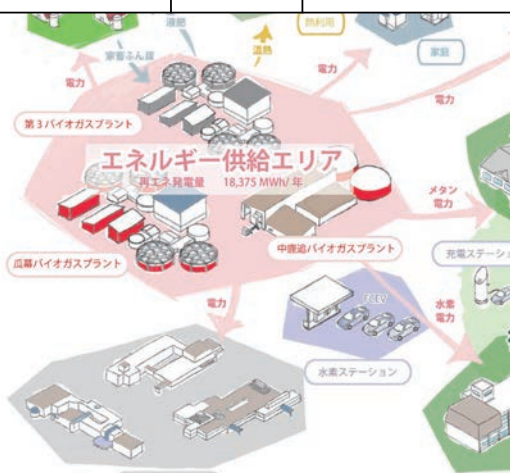 液肥
熱利用
家畜ふん尿
温熱
家庭
電力
電力
電力
第3バイオガスプラント
エネルギー供給エリア
再エネ発電量 18,375 MWh/年
メタン
電力
瓜幕バイオガスプラント
中鹿追バイオガスプラント
充電ステーショ
FCEV
電力
水素
電力
水素ステーション